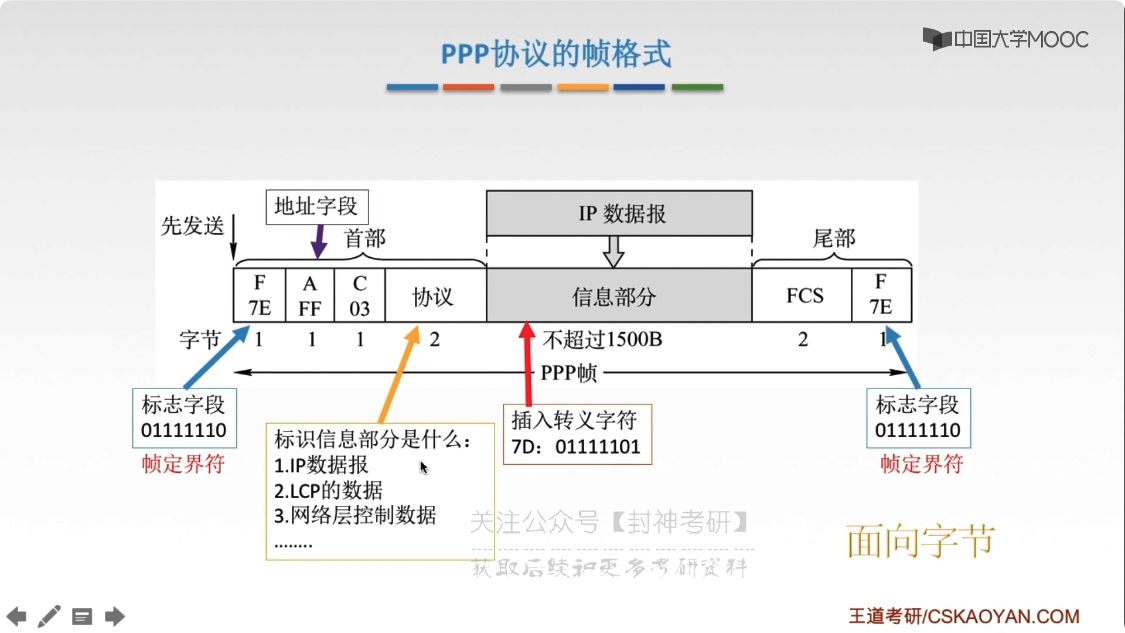 中国大学MOOC
PPP协议的帧格式
地址字段
IP 数据报
先发送
首部
尾部
F
7E
A
FF
C
03
协议
信息部分
FCS
F
7E
字节
1
1
1
2
不超过1500B
2
1
PPP帧
标志字段
01111110
帧定界符
标识信息部分是什么：
1.IP数据报
2.LCP的数据
3.网络层控制数据
........
插入转义字符
7D：01111101
标志字段
01111110
帧定界符
关注公众号【封神考研】
获取后续和更多考研资料
面向字节
王道考研/CSKAOYAN.COM